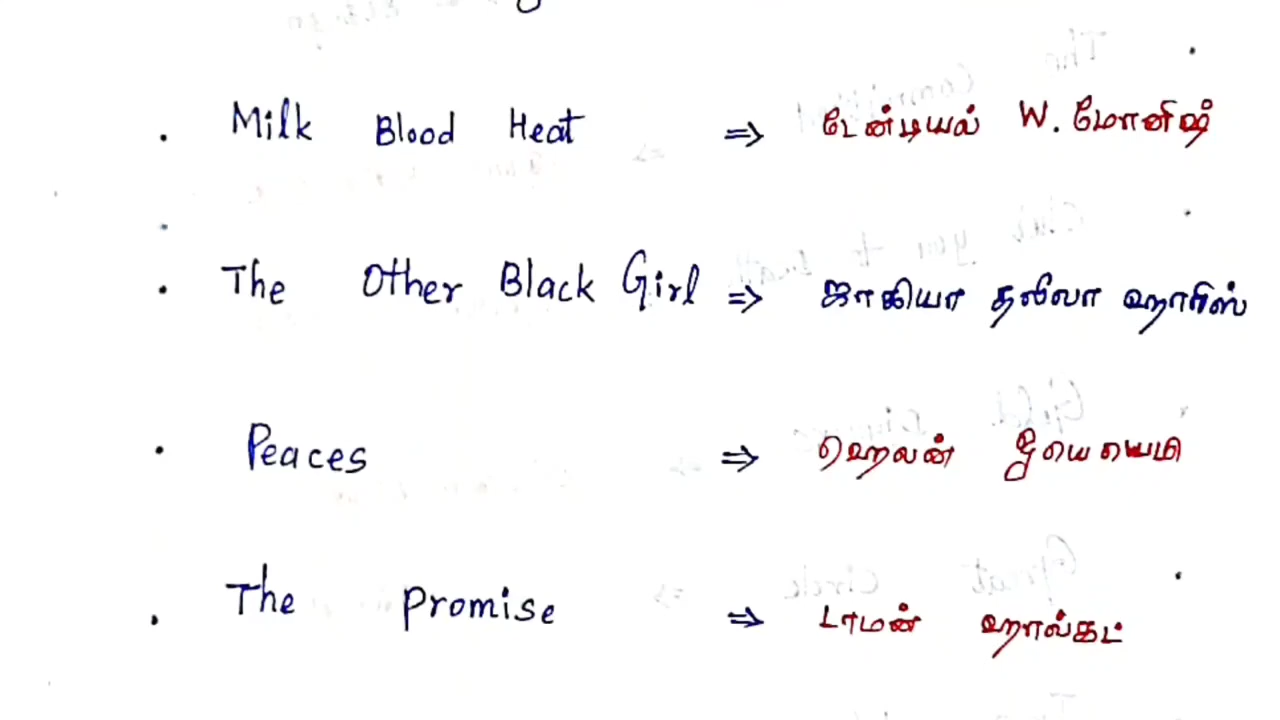 . Milk Blood Heat ⇒ டேன்டியல் W. மோனிஷ்
. The Other Black Girl ⇒ ஜாகியா தலிலா ஹாரிஸ்
. Peaces ⇒ ஹெலன் ஓயெயெமி
. The Promise ⇒ டாமன் ஹால்கட்